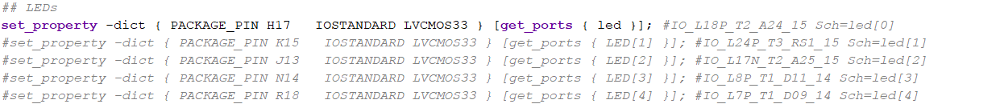 ## LEDs
set_property -dict { PACKAGE_PIN H17   IOSTANDARD LVCMOS33 } [get_ports { led }]; #IO_L18P_T2_A24_15 Sch=led[0]
#set_property -dict { PACKAGE_PIN K15   IOSTANDARD LVCMOS33 } [get_ports { LED[1] }]; #IO_L24P_T3_RS1_15 Sch=led[1]
#set_property -dict { PACKAGE_PIN J13   IOSTANDARD LVCMOS33 } [get_ports { LED[2] }]; #IO_L17N_T2_A25_15 Sch=led[2]
#set_property -dict { PACKAGE_PIN N14   IOSTANDARD LVCMOS33 } [get_ports { LED[3] }]; #IO_L8P_T1_D11_14 Sch=led[3]
#set_property -dict { PACKAGE_PIN R18   IOSTANDARD LVCMOS33 } [get_ports { LED[4] }]; #IO_L7P_T1_D09_14 Sch=led[4]